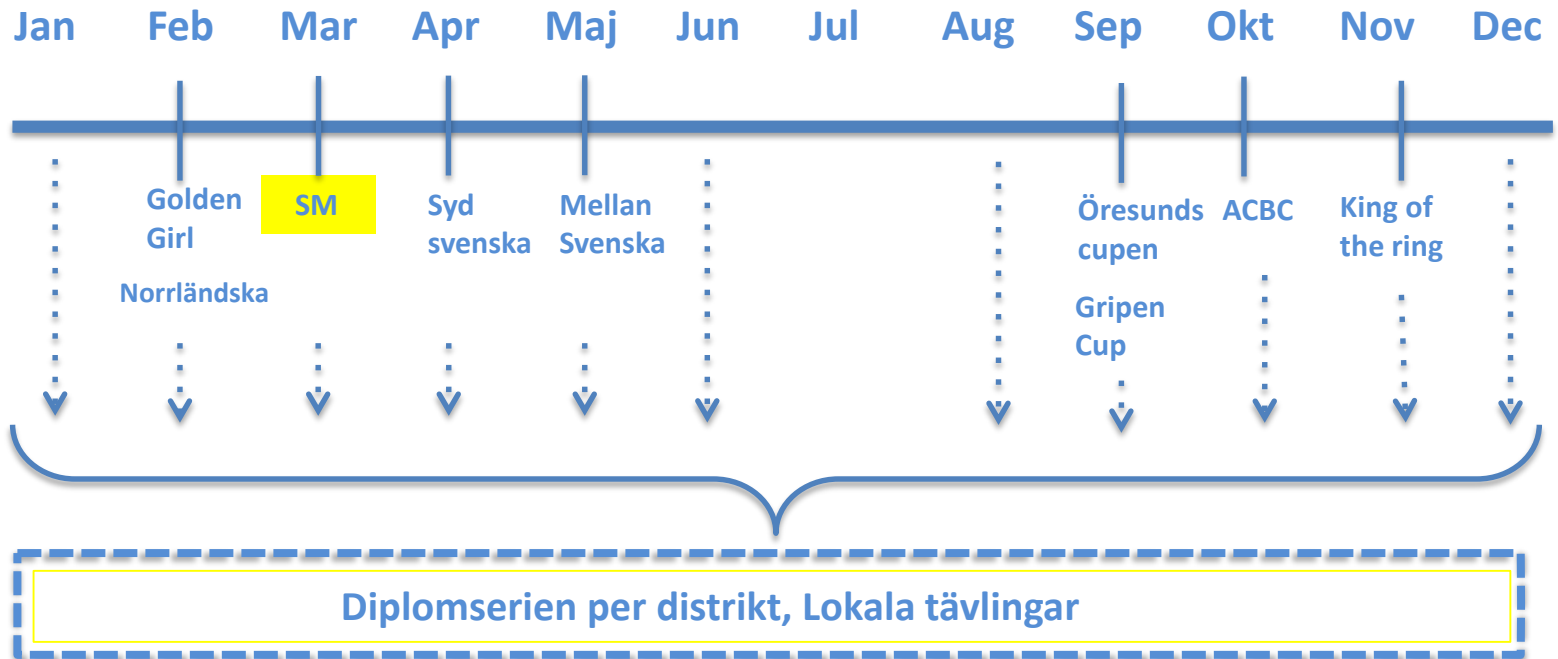 Jan Feb Mar Apr Maj Jun Jul Aug Sep Okt Nov Dec
Golden
Girl
Norrländska
SM
Syd
svenska
Mellan
Svenska
Öresunds
cupen
Gripen
Cup
ACBC
King of
the ring
Diplomserien per distrikt, Lokala tävlingar